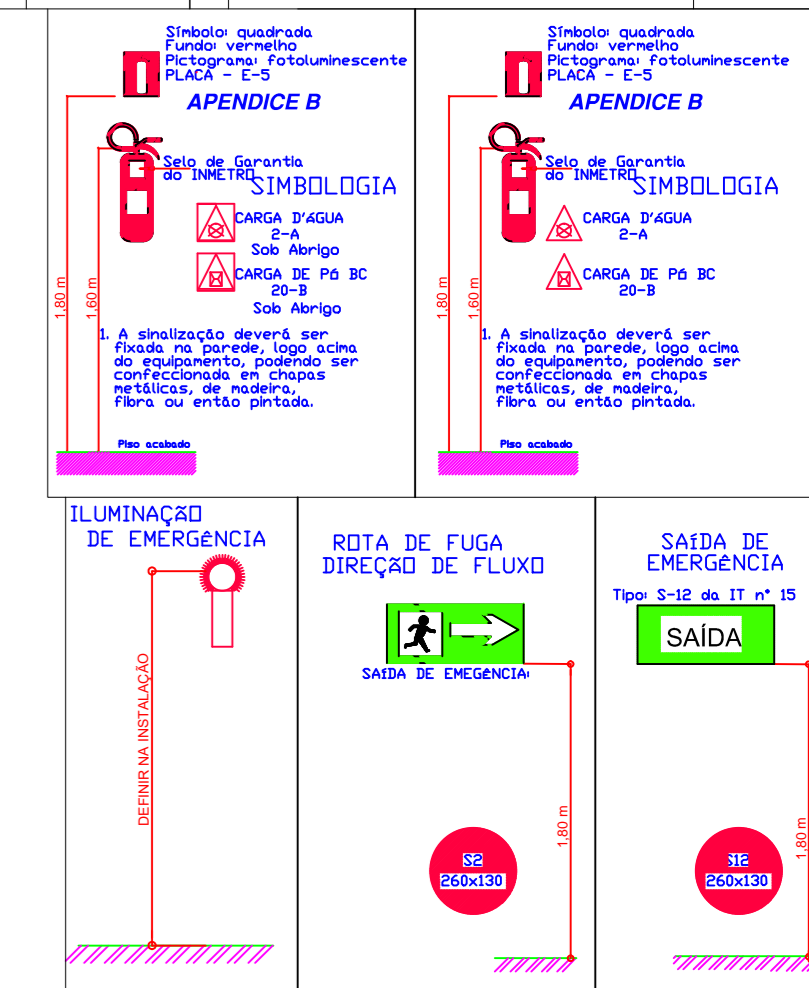 Símbolo: quadrada
Fundo: vermelho
Pictograma: fotoluminescente
PLACA - E-5
APENDICE B
Selo de Garantia
do INMETRO
SIMBOLOGIA
CARGA D'ÁGUA
2-A
Sob Abrigo
CARGA DE Pó BC
20-B
Sob Abrigo
1,80 m
1,60 m
1. A sinalização deverá ser
fixada na parede, logo acima
do equipamento, podendo ser
confeccionada em chapas
metálicas, de madeira,
fibra ou então pintada.
Piso acabado
Símbolo: quadrada
Fundo: vermelho
Pictograma: fotoluminescente
PLACA - E-5
APENDICE B
Selo de Garantia
do INMETRO
SIMBOLOGIA
CARGA D'ÁGUA
2-A
CARGA DE Pó BC
20-B
1,80 m
1,60 m
1. A sinalização deverá ser
fixada na parede, logo acima
do equipamento, podendo ser
confeccionada em chapas
metálicas, de madeira,
fibra ou então pintada.
Piso acabado
ILUMINAÇÃO
DE EMERGÊNCIA
DEFINIR NA INSTALAÇÃO
ROTA DE FUGA
DIREÇÃO DE FLUXO
SAÍDA DE EMEGÊNCIA:
1,80 m
S2
260x130
SAÍDA DE
EMERGÊNCIA
Tipo: S-12 da IT n° 15
SAÍDA
1,80 m
S12
260x130